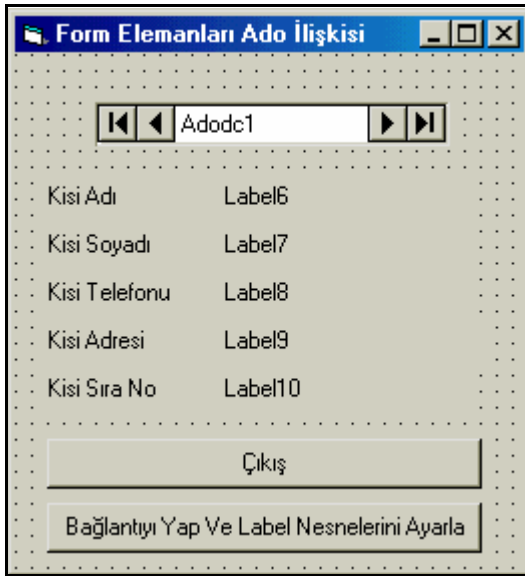 Form Elemanları Ado İlişkisi
Adodc1
Kisi Adı Label6
Kisi Soyadı Label7
Kisi Telefonu Label8
Kisi Adresi Label9
Kisi Sıra No Label10
Çıkış
Bağlantıyı Yap Ve Label Nesnelerini Ayarla